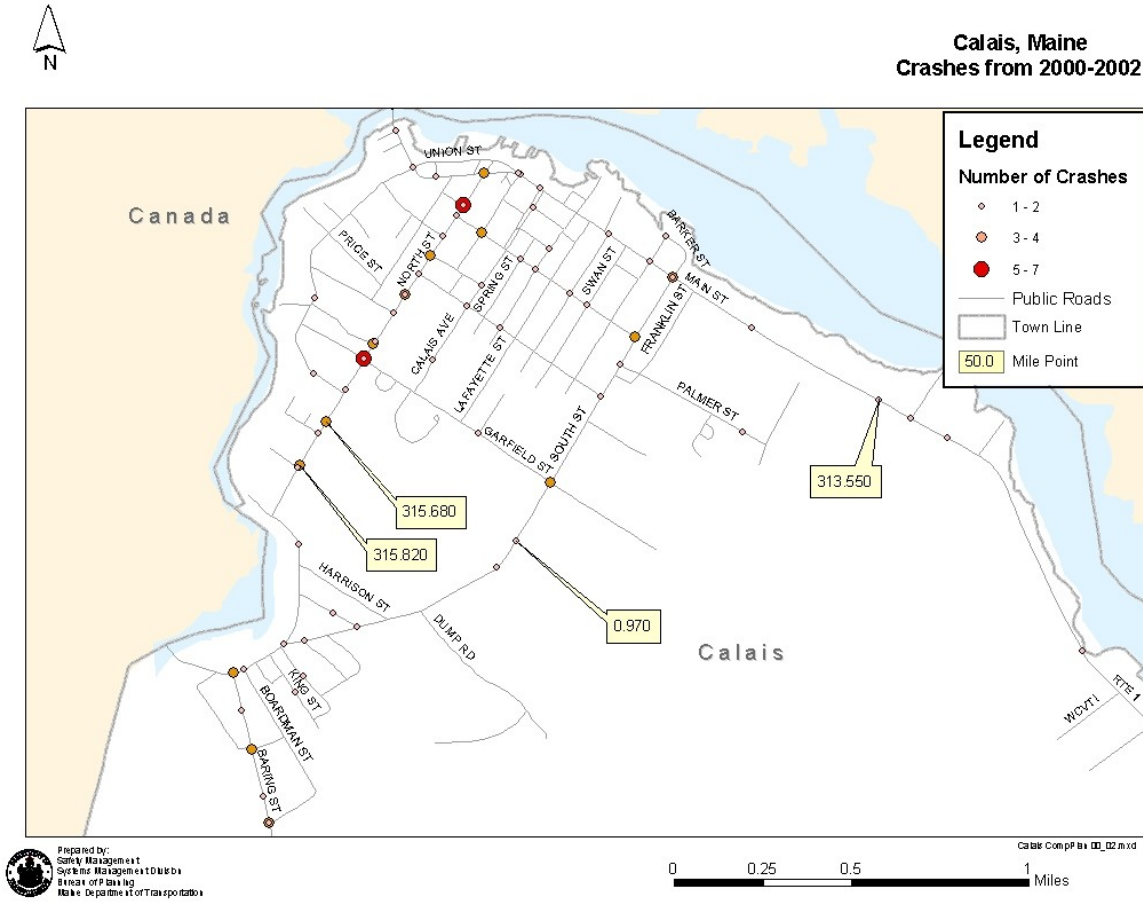 N
Calais, Maine
Crashes from 2000-2002
Legend
Number of Crashes
1 - 2
3 - 4
5 - 7
Public Roads
Town Line
50.0 Mile Point
Canada
UNION ST
PRICE ST
NORTH ST
SPRING ST
SWAN ST
BARKER ST
MAIN ST
FRANKLIN ST
CALAIS AVE
LAFAYETTE ST
PALMER ST
SOUTH ST
GARFIELD ST
313.550
315.680
315.820
HARRISON ST
0.970
DUMP RD
Calais
KING ST
BOARDMAN ST
BARING ST
RTE 1
WCVTI
Prepared by:
Safety Management
Systems Management Division
Bureau of Planning
Maine Department of Transportation
Calais CompPlan 00_02.mxd
0 0.25 0.5 1
Miles